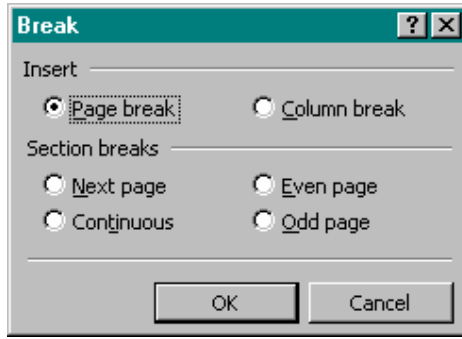 Break
Insert
Page break Column break
Section breaks
Next page Even page
Continuous Odd page
OK Cancel